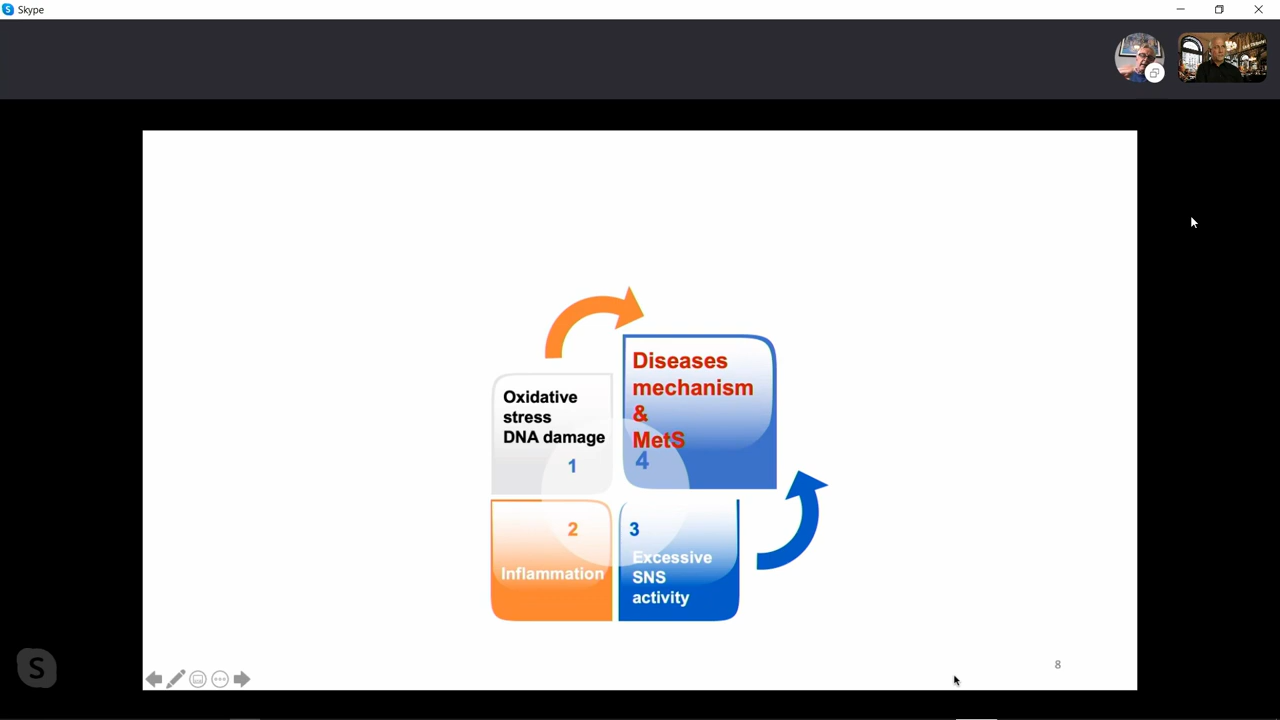 Skype
Diseases
mechanism
&
MetS
4
Oxidative
stress
DNA damage
1
2
Inflammation
3
Excessive
SNS
activity
8